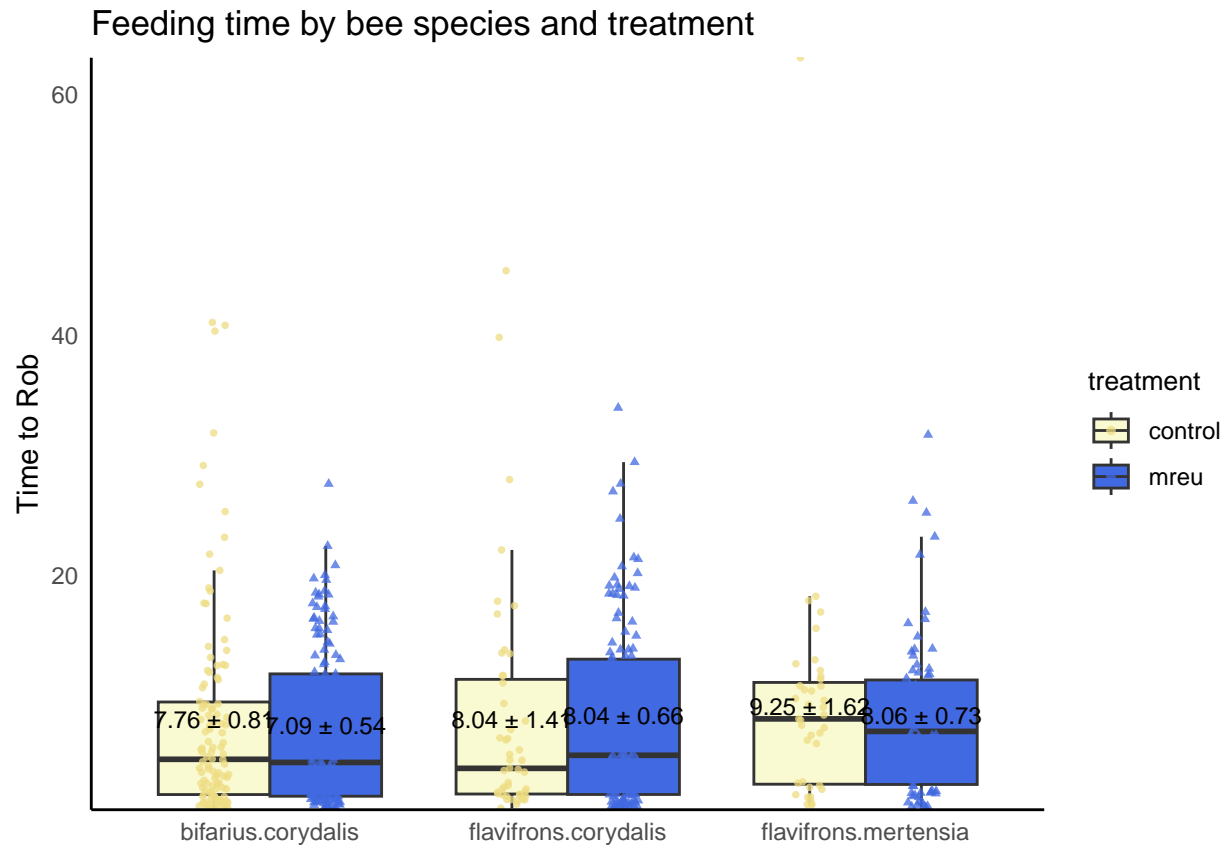 Feeding time by bee species and treatment
60
40
20
Time to Rob
7.76 ± 0.81
7.09 ± 0.54
8.04 ± 1.41
8.04 ± 0.66
9.25 ± 1.62
8.06 ± 0.73
bifarius.corydalis
flavifrons.corydalis
flavifrons.mertensia
treatment
control
mreu